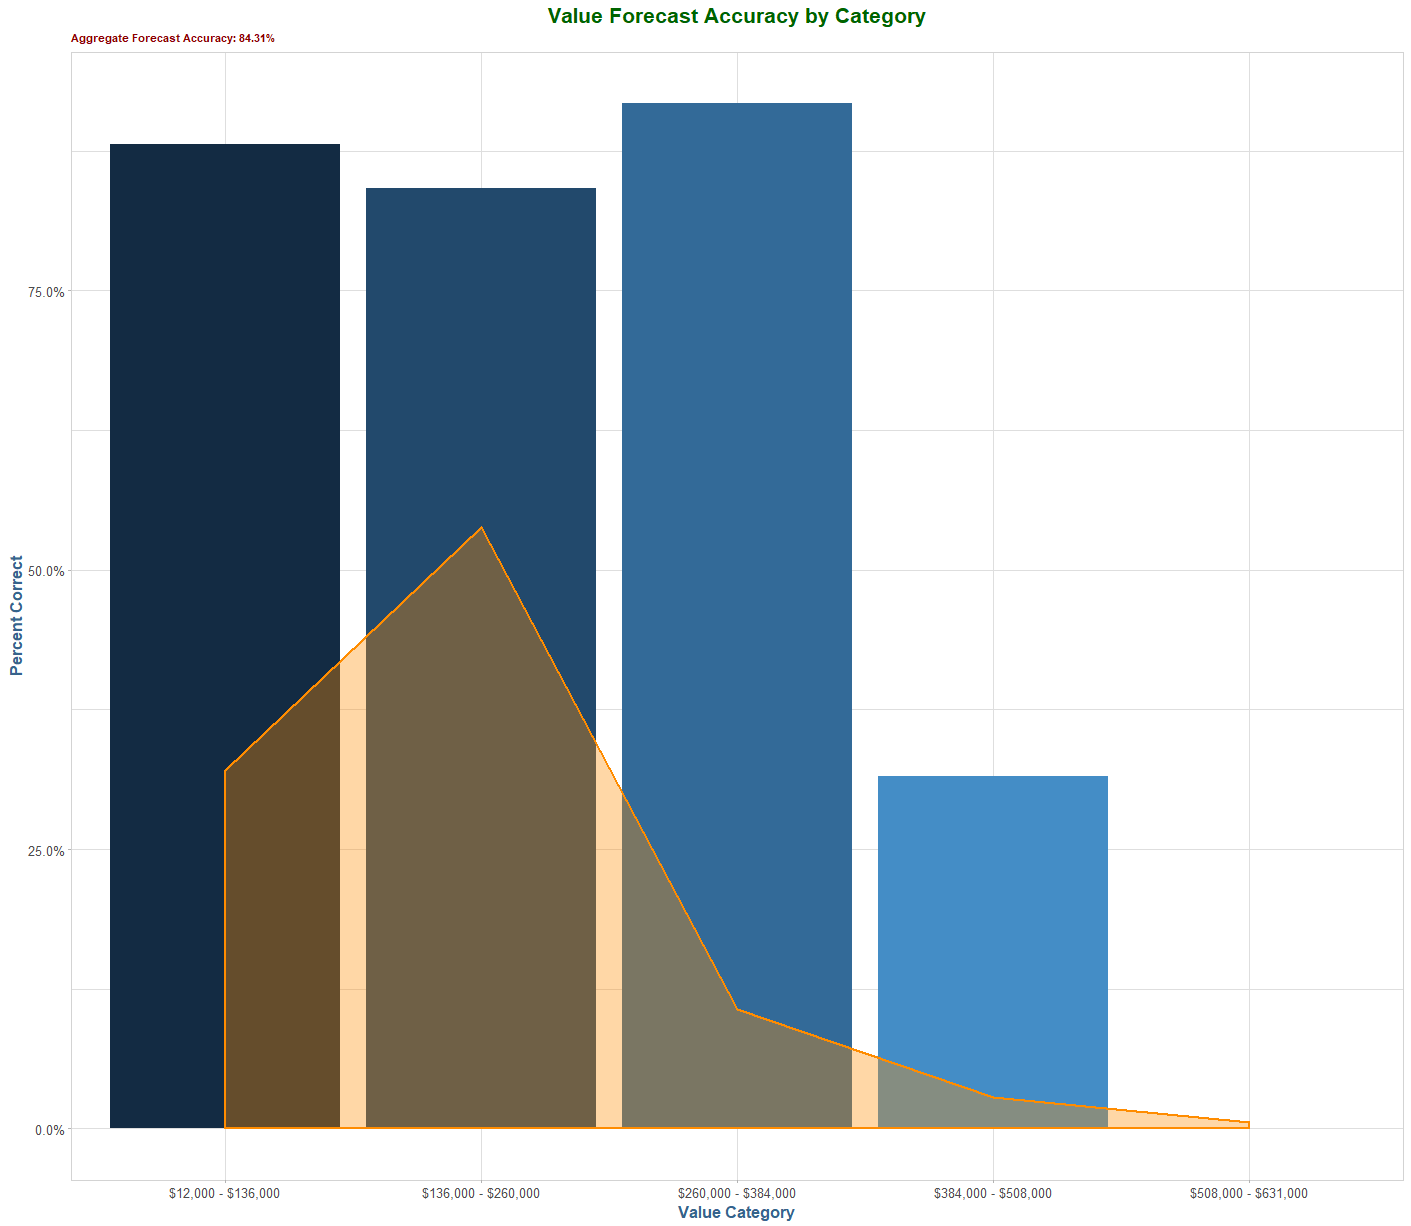 Value Forecast Accuracy by Category
Aggregate Forecast Accuracy: 84.31%
75.0%
50.0%
25.0%
0.0%
Percent Correct
$12,000 - $136,000
$136,000 - $260,000
$260,000 - $384,000
$384,000 - $508,000
$508,000 - $631,000
Value Category